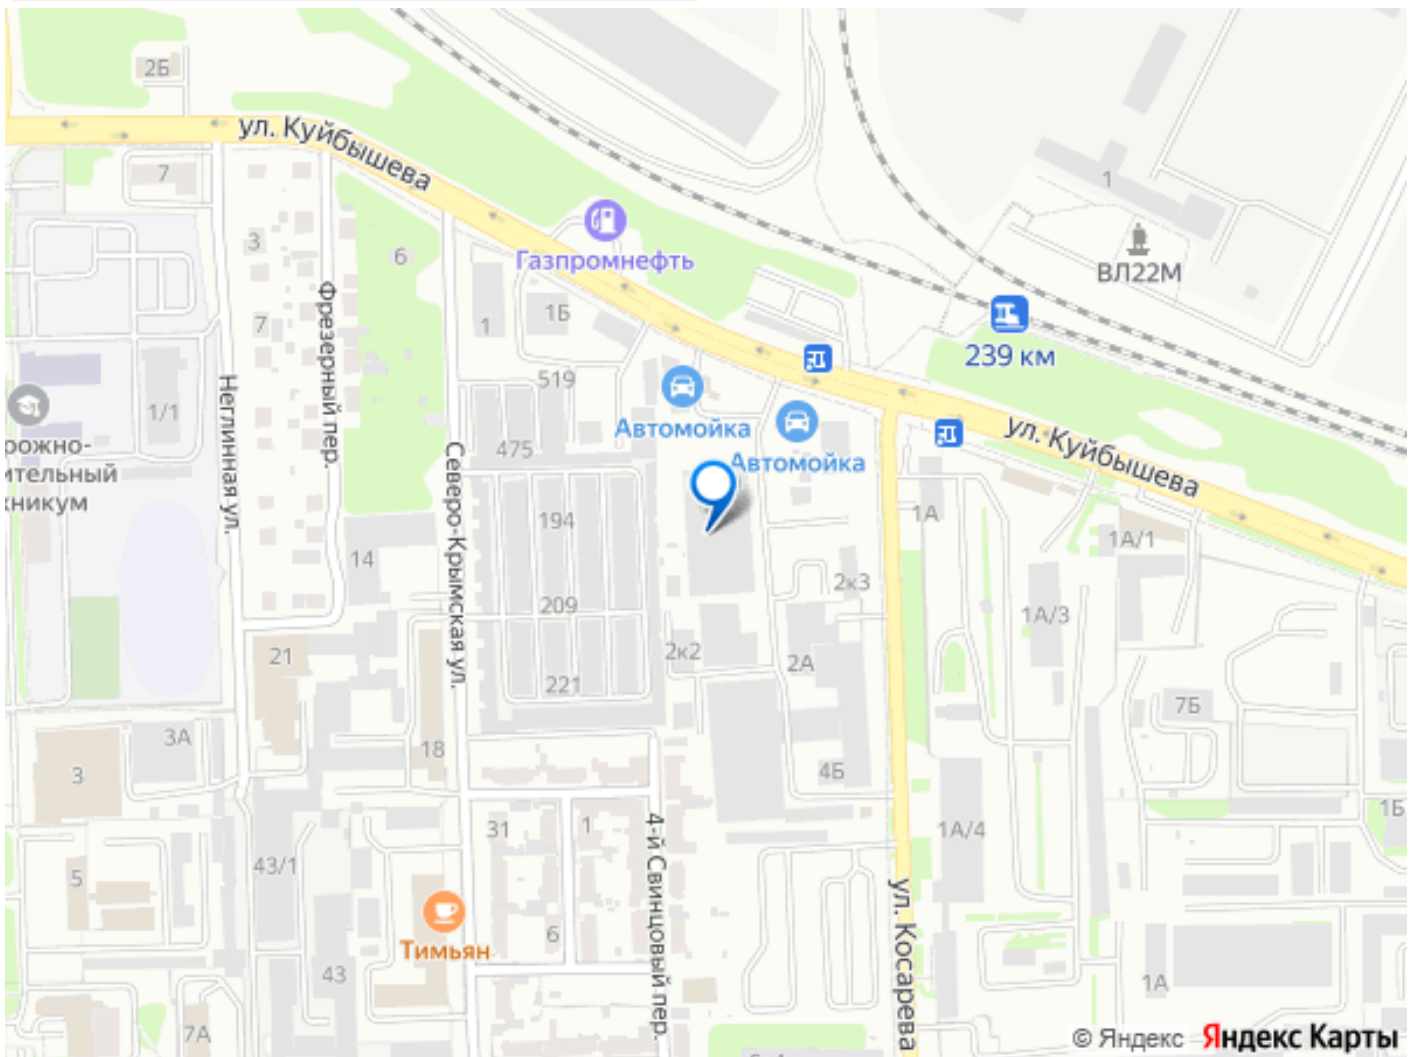 2Б
ул. Куйбышева
7
1
3
6
Фрезерный пер.
Газпромнефть
ВЛ22М
7
1
1Б
239 км
519
Неглинная ул.
1/1
Автомойка
рожно-
ительный
хникум
475
Автомойка
ул. Куйбышева
Северо-Крымская ул.
194
1А
14
1А/1
2к3
209
1А/3
21
2к2
2А
221
7Б
3А
18
3
4Б
1Б
31
1
4-й Свинцовый пер.
1А/4
43/1
5
ул. Косарева
Тимьян
6
43
1А
7А
© Яндекс Яндекс Карты